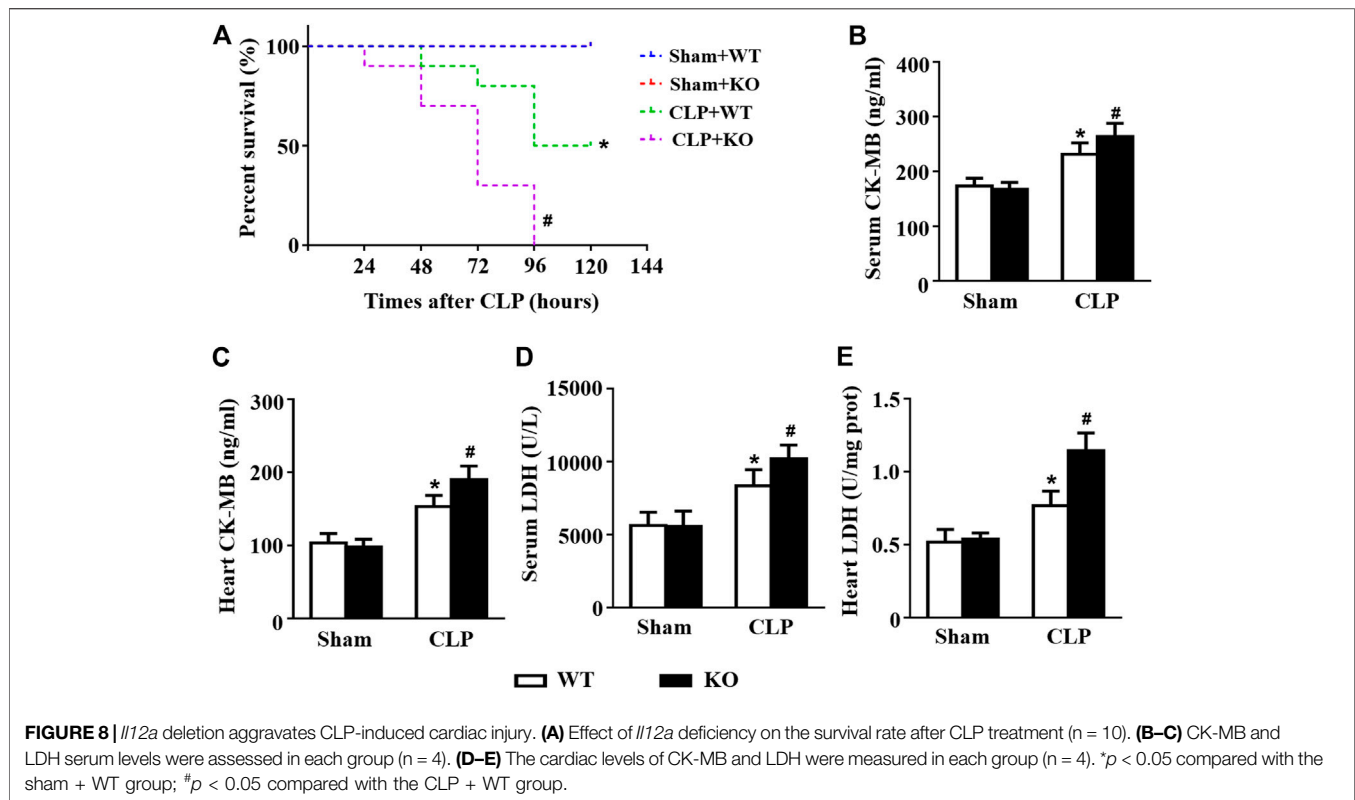 A
Percent survival (%)
100
50
0
24 48 72 96 120 144
Times after CLP (hours)
Sham+WT
Sham+KO
CLP+WT
CLP+KO
*
#
B
Serum CK-MB (ng/ml)
400
300
200
100
0
*
#
Sham CLP
C
Heart CK-MB (ng/ml)
300
200
100
0
*
#
Sham CLP
D
Serum LDH (U/L)
15000
10000
5000
0
*
#
Sham CLP
E
Heart LDH (U/mg prot)
1.5
1.0
0.5
0
*
#
Sham CLP
WT KO
FIGURE 8 | Il12a deletion aggravates CLP-induced cardiac injury. (A) Effect of Il12a deficiency on the survival rate after CLP treatment (n = 10). (B–C) CK-MB and
LDH serum levels were assessed in each group (n = 4). (D–E) The cardiac levels of CK-MB and LDH were measured in each group (n = 4). *p < 0.05 compared with the
sham + WT group; #p < 0.05 compared with the CLP + WT group.